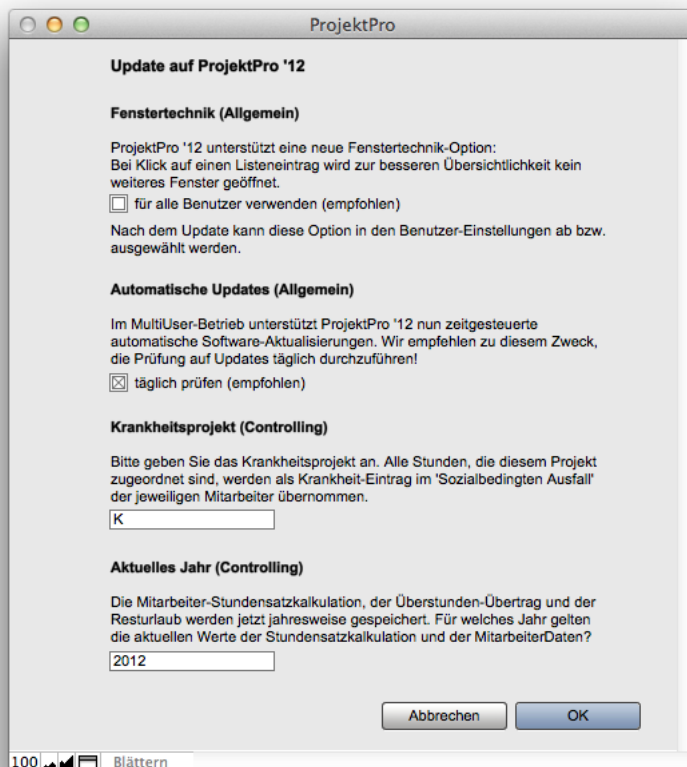 ProjektPro
Update auf ProjektPro '12
Fenstertechnik (Allgemein)
ProjektPro '12 unterstützt eine neue Fenstertechnik-Option:
Bei Klick auf einen Listeneintrag wird zur besseren Übersichtlichkeit kein
weiteres Fenster geöffnet.
für alle Benutzer verwenden (empfohlen)
Nach dem Update kann diese Option in den Benutzer-Einstellungen ab bzw.
ausgewählt werden.
Automatische Updates (Allgemein)
Im MultiUser-Betrieb unterstützt ProjektPro '12 nun zeitgesteuerte
automatische Software-Aktualisierungen. Wir empfehlen zu diesem Zweck,
die Prüfung auf Updates täglich durchzuführen!
täglich prüfen (empfohlen)
Krankheitsprojekt (Controlling)
Bitte geben Sie das Krankheitsprojekt an. Alle Stunden, die diesem Projekt
zugeordnet sind, werden als Krankheit-Eintrag im 'Sozialbedingten Ausfall'
der jeweiligen Mitarbeiter übernommen.
K
Aktuelles Jahr (Controlling)
Die Mitarbeiter-Stundensatzkalkulation, der Überstunden-Übertrag und der
Resturlaub werden jetzt jahresweise gespeichert. Für welches Jahr gelten
die aktuellen Werte der Stundensatzkalkulation und der MitarbeiterDaten?
2012
Abbrechen OK
100 Blättern